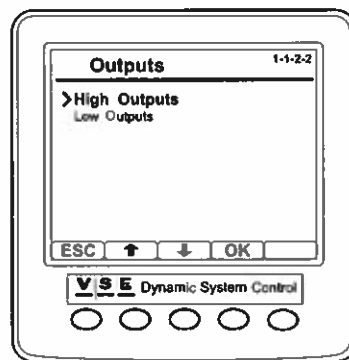 Outputs 1-1-2-2
>High Outputs
Low Outputs
ESC ↑ ↓ OK
VSE Dynamic System Control